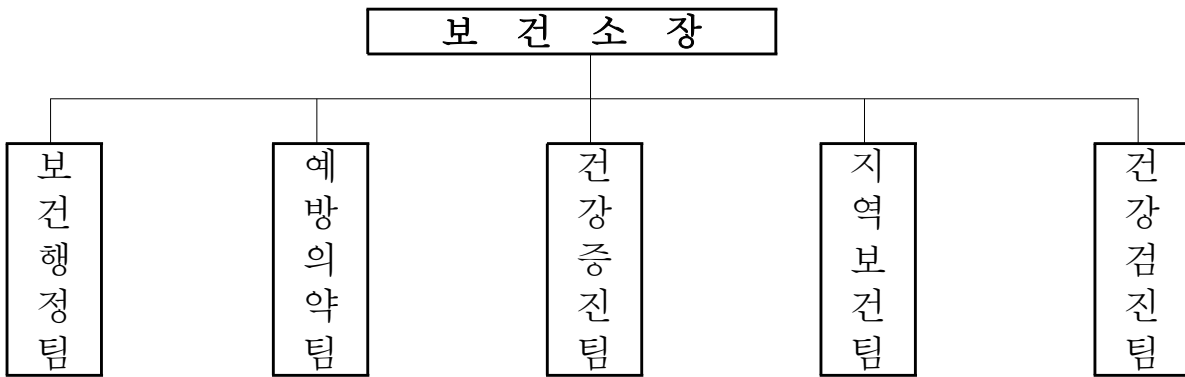 보 건 소 장
보건행정팀
예방의약팀
건강증진팀
지역보건팀
건강검진팀